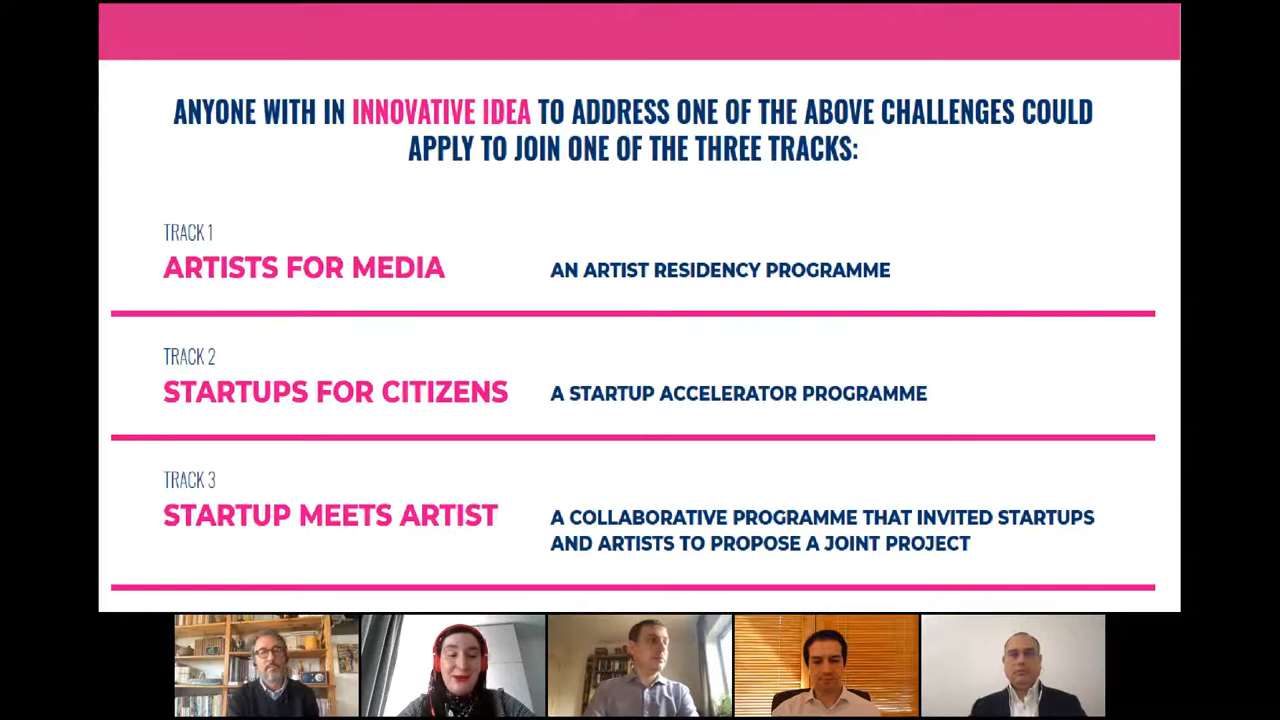 ANYONE WITH IN INNOVATIVE IDEA TO ADDRESS ONE OF THE ABOVE CHALLENGES COULD
APPLY TO JOIN ONE OF THE THREE TRACKS:
TRACK 1
ARTISTS FOR MEDIA
AN ARTIST RESIDENCY PROGRAMME
TRACK 2
STARTUPS FOR CITIZENS
A STARTUP ACCELERATOR PROGRAMME
TRACK 3
STARTUP MEETS ARTIST
A COLLABORATIVE PROGRAMME THAT INVITED STARTUPS
AND ARTISTS TO PROPOSE A JOINT PROJECT